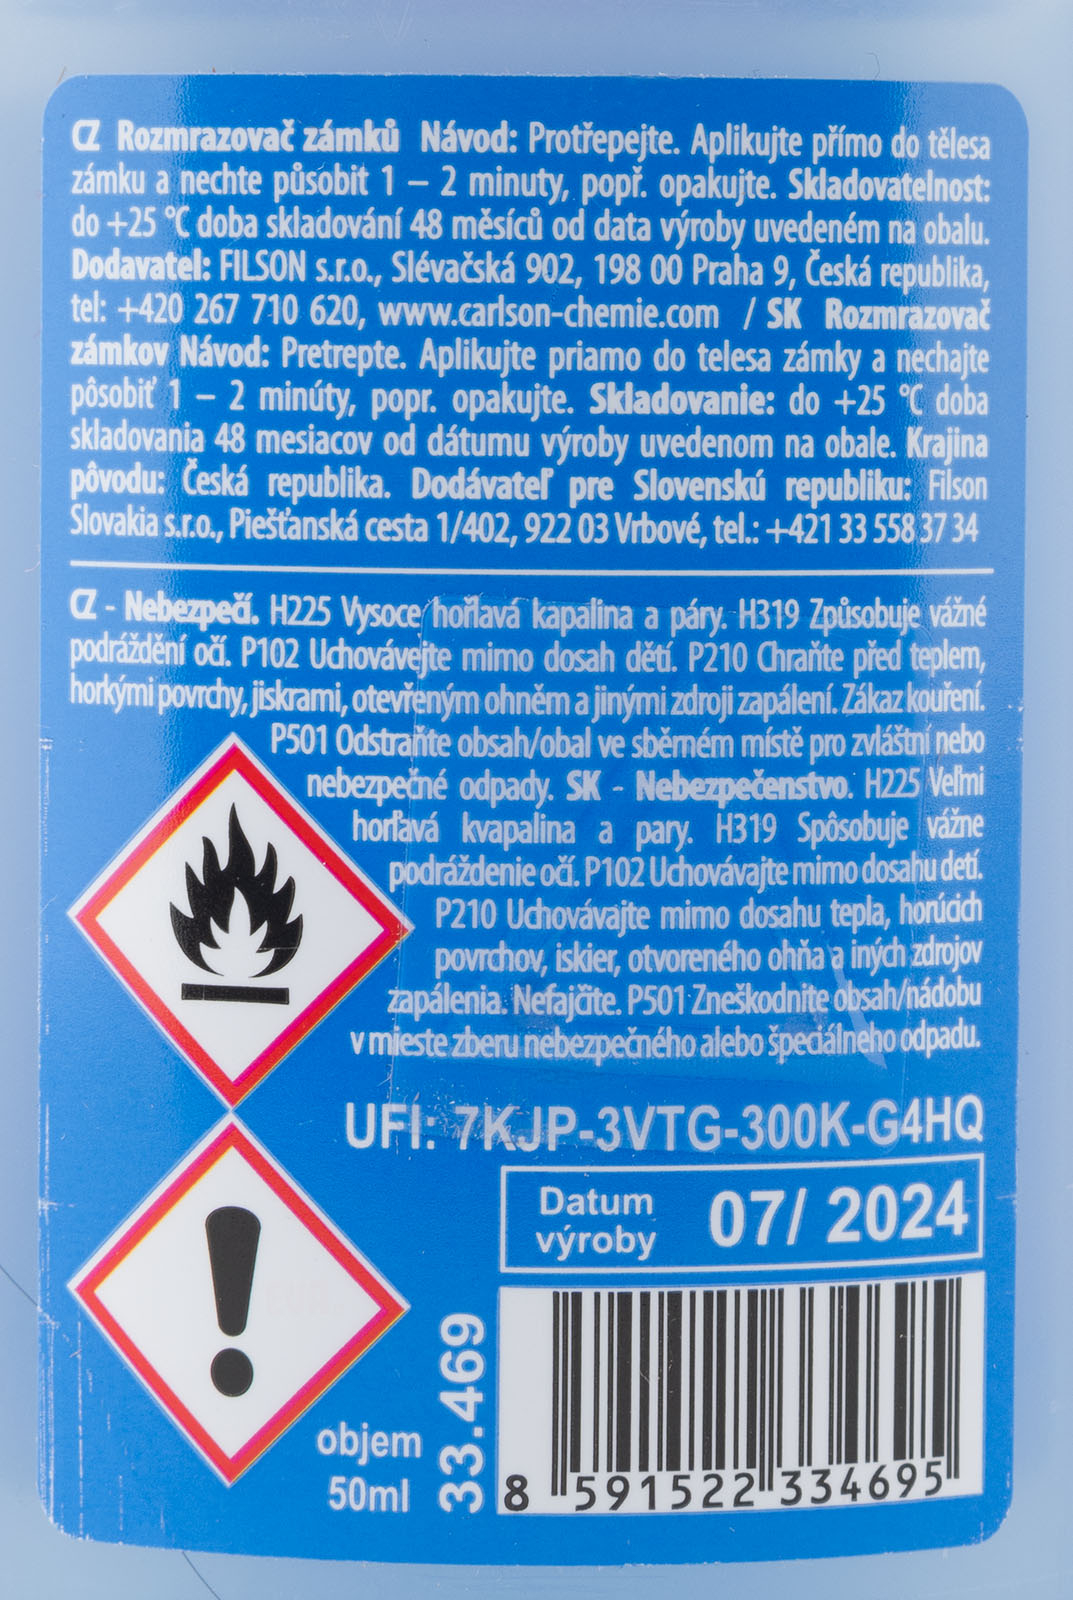 CZ Rozmrazovač zámků Návod: Protřepejte. Aplikujte přímo do tělesa
zámku a nechte působit 1 – 2 minuty, popř. opakujte. Skladovatelnost:
do +25 °C doba skladování 48 měsíců od data výroby uvedeném na obalu.
Dodavatel: FILSON s.r.o., Slévačská 902, 198 00 Praha 9, Česká republika,
tel: +420 267 710 620, www.carlson-chemie.com / SK Rozmrazovač
zámkov Návod: Pretrepte. Aplikujte priamo do telesa zámky a nechajte
pôsobiť 1 – 2 minúty, popr. opakujte. Skladovanie: do +25 °C doba
skladovania 48 mesiacov od dátumu výroby uvedenom na obale. Krajina
pôvodu: Česká republika. Dodávateľ pre Slovenskú republiku: Filson
Slovakia s.r.o., Piešťanská cesta 1/402, 922 03 Vrbové, tel.: +421 33 558 37 34
CZ - Nebezpečí. H225 Vysoce hořlavá kapalina a páry. H319 Způsobuje vážné
podráždění očí. P102 Uchovávejte mimo dosah dětí. P210 Chraňte před teplem,
horkými povrchy, jiskrami, otevřeným ohněm a jinými zdroji zapálení. Zákaz kouření.
P501 Odstraňte obsah/obal ve sběrném místě pro zvláštní nebo
nebezpečné odpady. SK - Nebezpečenstvo. H225 Veľmi
horľavá kvapalina a pary. H319 Spôsobuje vážne
podráždenie očí. P102 Uchovávajte mimo dosahu detí.
P210 Uchovávajte mimo dosahu tepla, horúcich
povrchov, iskier, otvoreného ohňa a iných zdrojov
zapálenia. Nefajčite. P501 Zneškodnite obsah/nádobu
v mieste zberu nebezpečného alebo špeciálneho odpadu.
UFI: 7KJP-3VTG-300K-G4HQ
Datum
výroby
07/ 2024
objem
50ml
33.469
8 591522 334695